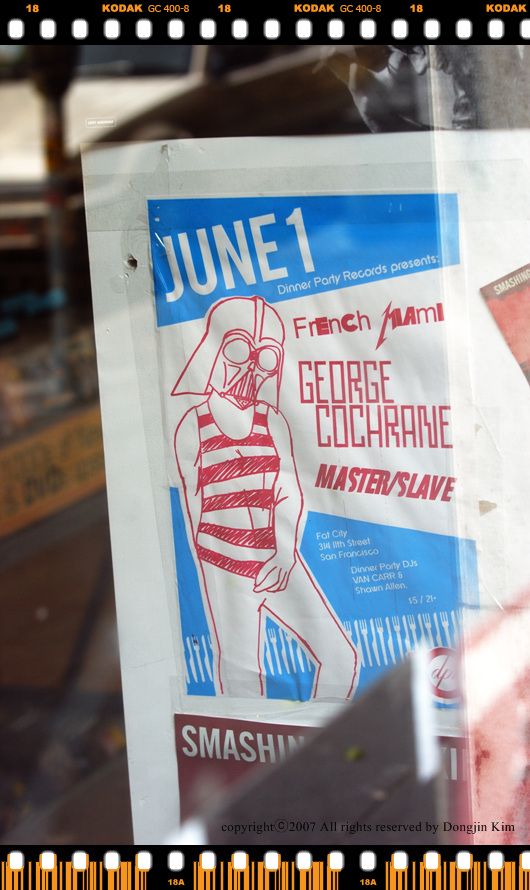 18 KODAK GC 400-8 18 KODAK GC 400-8 18 KODAK
JUNE 1
Dinner Party Records presents:
French Miami
GEORGE
COCHRANE
MASTER/SLAVE
Fat City
314 11th Street
San Francisco
Dinner Party DJs
VAN CARR &
Shawn Allen.
$5 / 21+
dpr
SMASHING
SMASHIN
copyright©2007 All rights reserved by Dongjin Kim
18A 18A